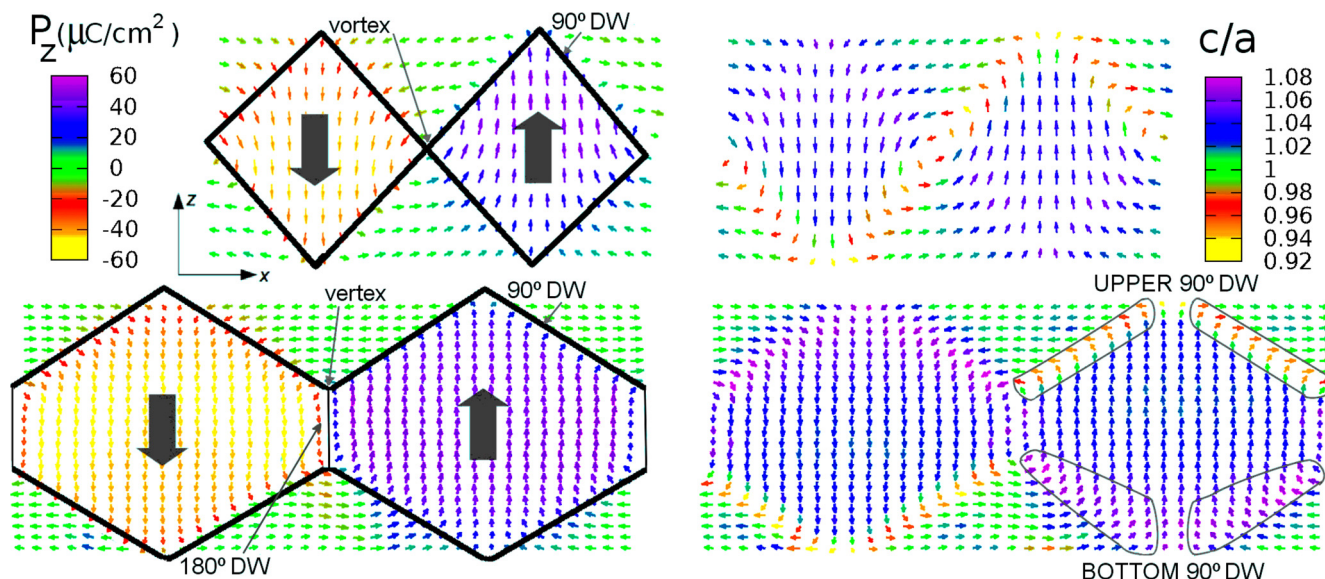 P_z(μC/cm²)
60
40
20
0
-20
-40
-60
vortex
90º DW
z
x
c/a
1.08
1.06
1.04
1.02
1
0.98
0.96
0.94
0.92
vertex
90º DW
180º DW
UPPER 90º DW
BOTTOM 90º DW